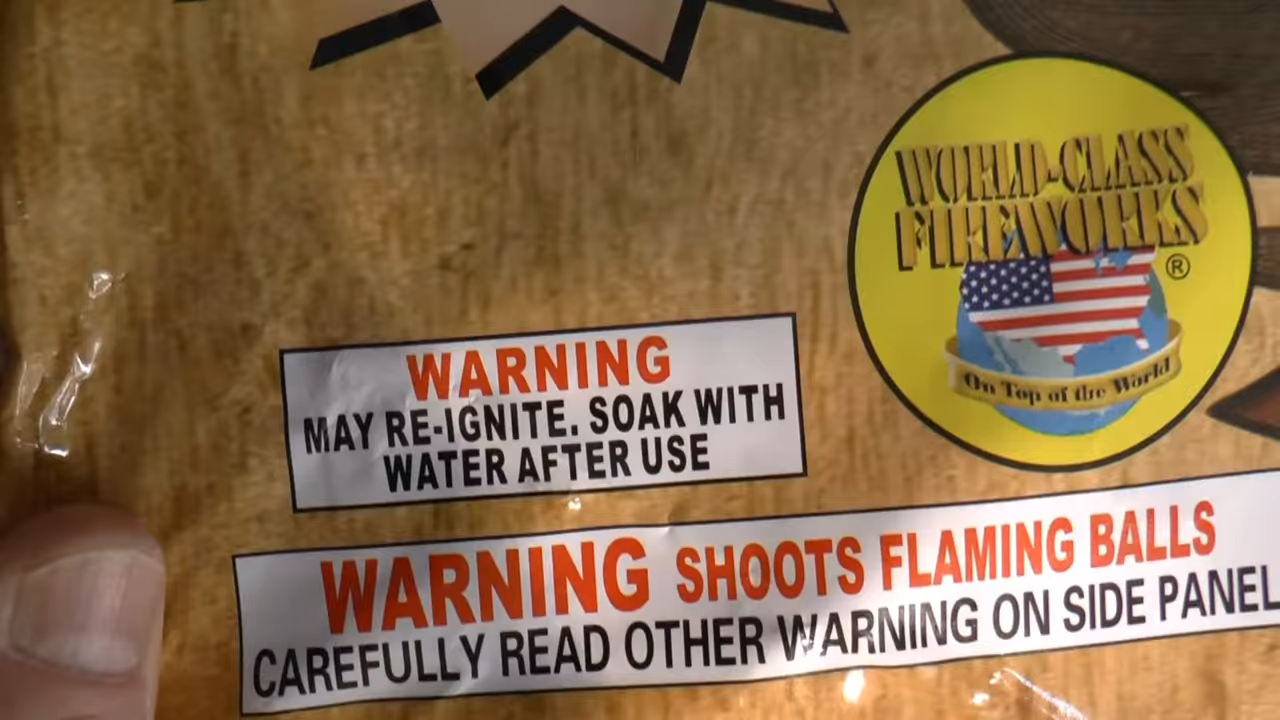 WORLD-CLASS
FIREWORKS
®
On Top of the World
WARNING
MAY RE-IGNITE. SOAK WITH
WATER AFTER USE
WARNING SHOOTS FLAMING BALLS
CAREFULLY READ OTHER WARNING ON SIDE PANEL